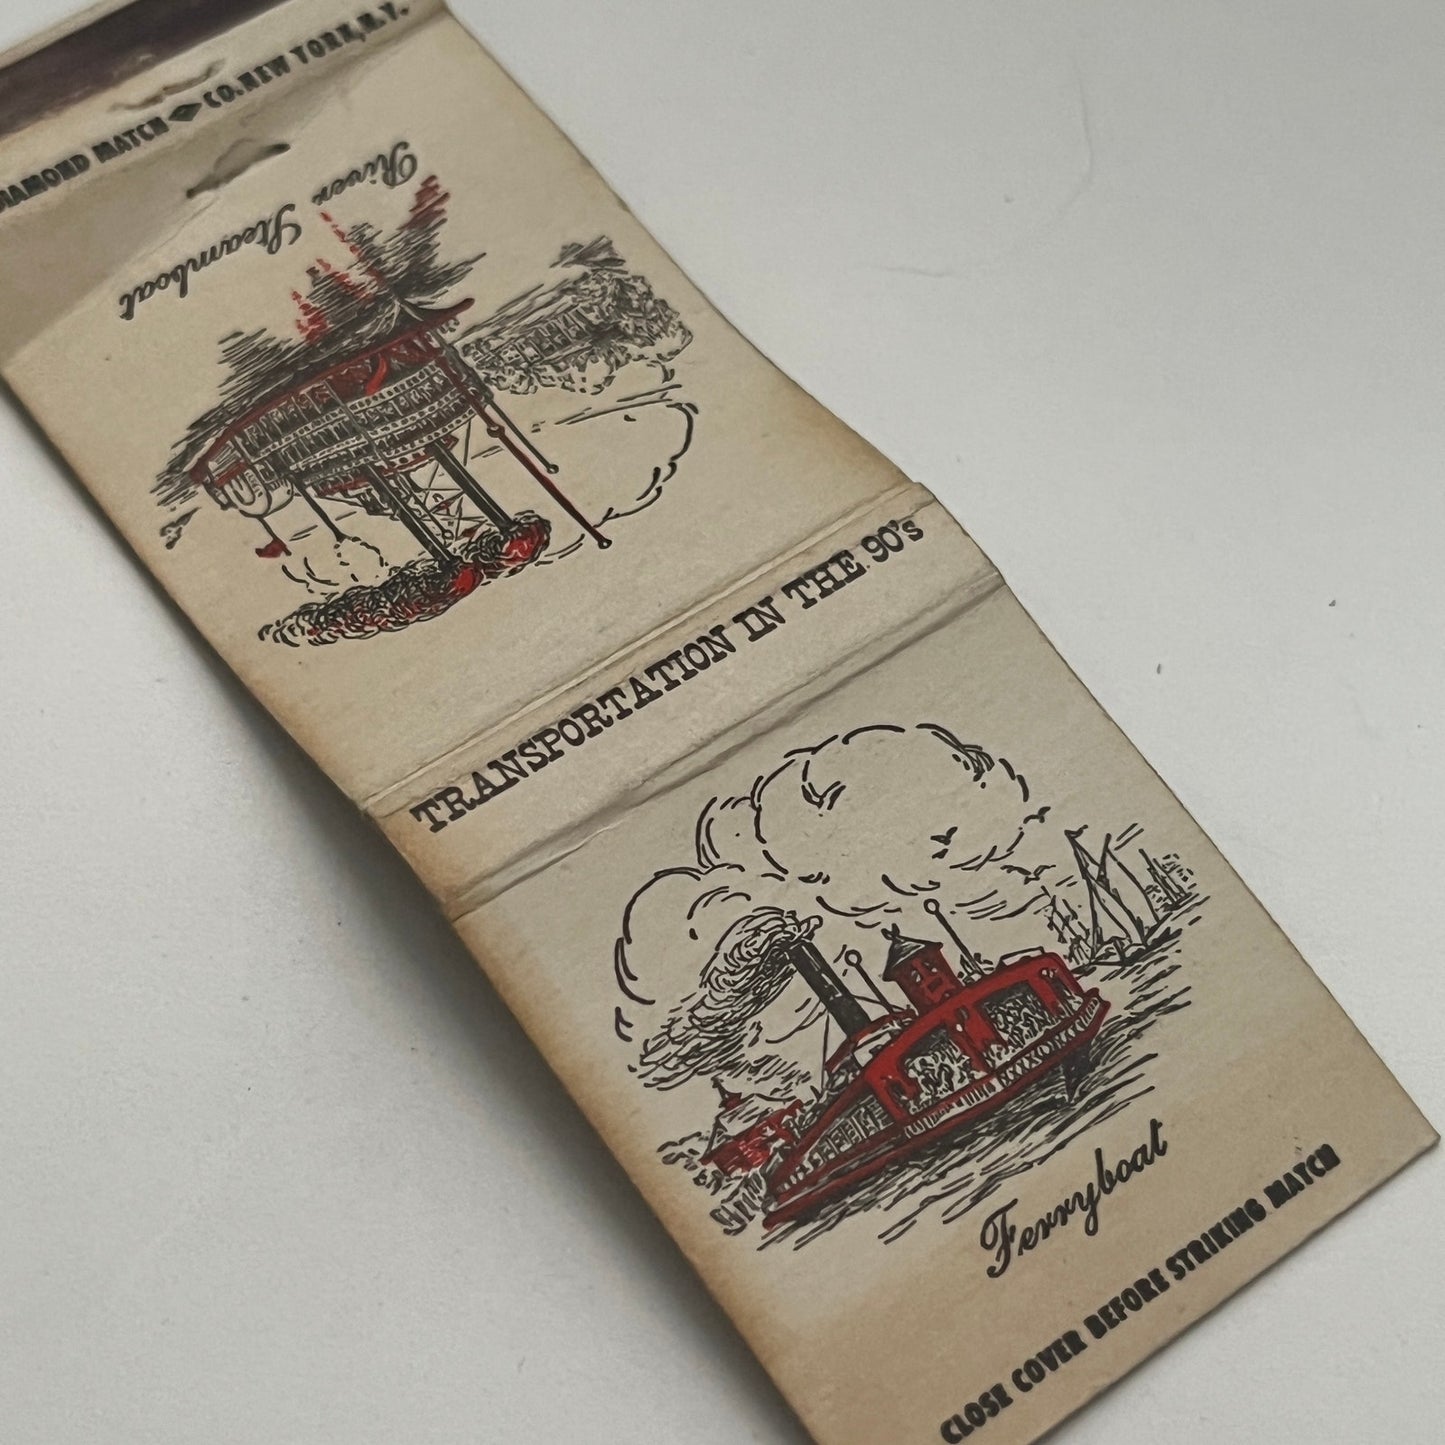 DIAMOND MATCH CO. NEW YORK, N.Y.
River Steamboat
TRANSPORTATION IN THE 90's
Ferryboat
CLOSE COVER BEFORE STRIKING MATCH